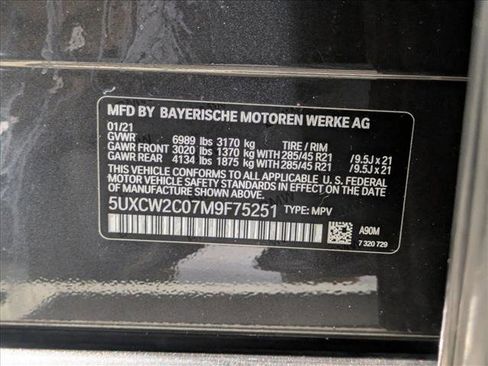 MFD BY BAYERISCHE MOTOREN WERKE AG
01/21
GVWR 6989 lbs 3170 kg TIRE / RIM
GAWR FRONT 3020 lbs 1370 kg WITH 285/45 R21 /9.5J x 21
GAWR REAR 4134 lbs 1875 kg WITH 285/45 R21 /9.5J x 21
THIS VEHICLE CONFORMS TO ALL APPLICABLE U. S. FEDERAL
MOTOR VEHICLE SAFETY STANDARDS IN EFFECT ON THE DATE
OF MANUFACTURE SHOWN ABOVE.
5UXCW2C07M9F75251 TYPE: MPV
A90M
7 320 729